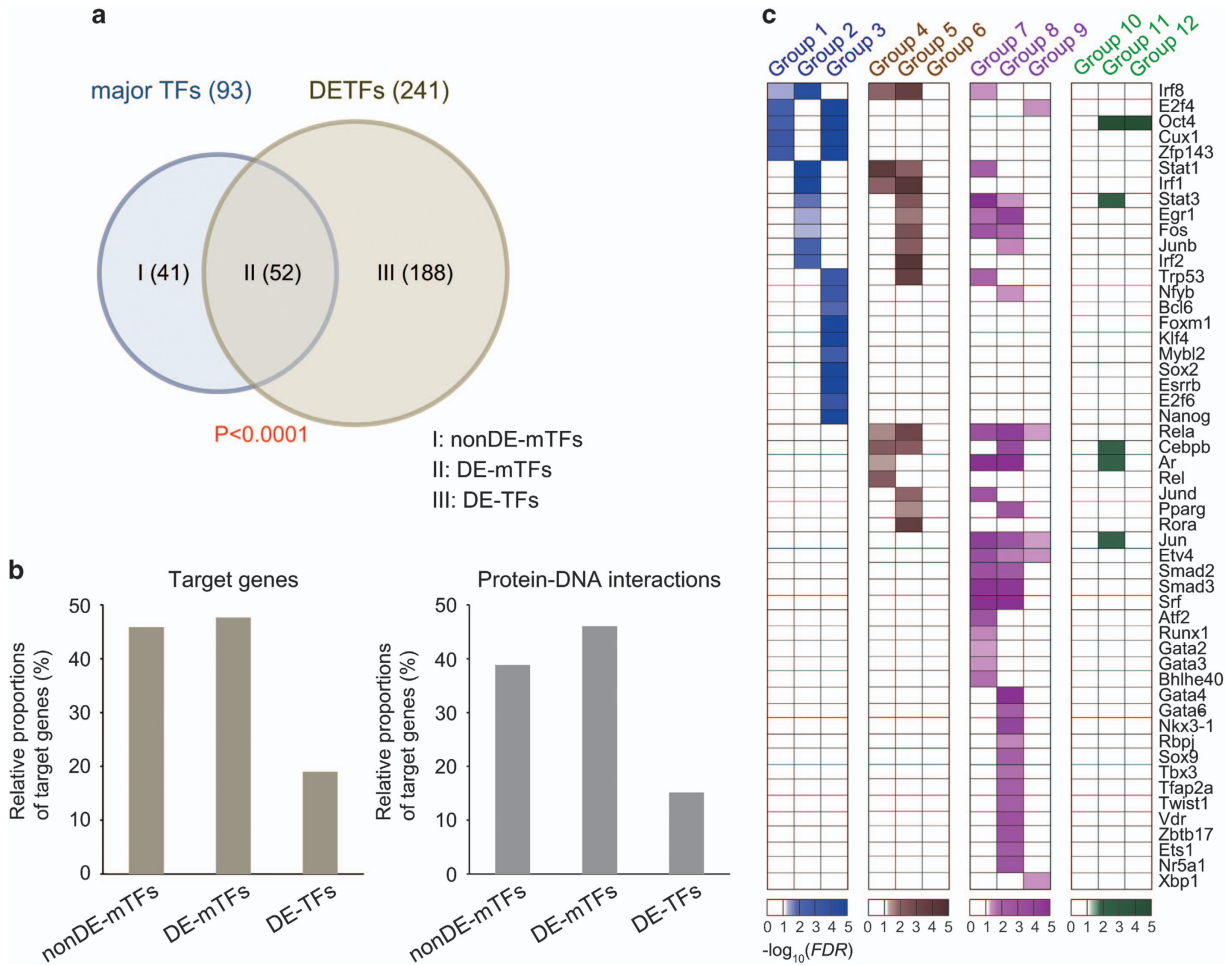 a
major TFs (93)
DETFs (241)
I (41)
II (52)
III (188)
P<0.0001
I: nonDE-mTFs
II: DE-mTFs
III: DE-TFs
b
Target genes
Relative proportions
of target genes (%)
50
40
30
20
10
0
nonDE-mTFs
DE-mTFs
DE-TFs
Protein-DNA interactions
Relative proportions
of target genes (%)
50
40
30
20
10
0
nonDE-mTFs
DE-mTFs
DE-TFs
c
Group 1
Group 2
Group 3
Group 4
Group 5
Group 6
Group 7
Group 8
Group 9
Group 10
Group 11
Group 12
Irf8
E2f4
Oct4
Cux1
Zfp143
Stat1
Irf1
Stat3
Egr1
Fos
Junb
Irf2
Trp53
Nfyb
Bcl6
Foxm1
Klf4
Mybl2
Sox2
Esrrb
E2f6
Nanog
Rela
Cebpb
Ar
Rel
Jund
Pparg
Rora
Jun
Etv4
Smad2
Smad3
Srf
Atf2
Runx1
Gata2
Gata3
Bhlhe40
Gata4
Gata6
Nkx3-1
Rbpj
Sox9
Tbx3
Tfap2a
Twist1
Vdr
Zbtb17
Ets1
Nr5a1
Xbp1
0 1 2 3 4 5
0 1 2 3 4 5
0 1 2 3 4 5
0 1 2 3 4 5
-log10(FDR)